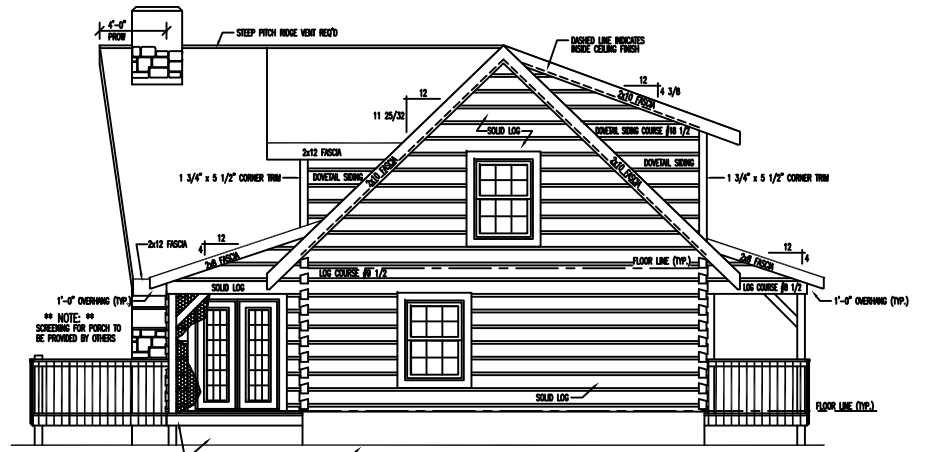 4'-0"
PROW
STEEP PITCH RIDGE VENT REQ'D
DASHED LINE INDICATES
INSIDE CEILING FINISH
12
4 3/8
2x10 FASCIA
12
11 25/32
SOLID LOG
DOVETAIL SIDING COURSE #18 1/2
2x12 FASCIA
DOVETAIL SIDING
1 3/4" x 5 1/2" CORNER TRIM
DOVETAIL SIDING
2x10 FASCIA
2x10 FASCIA
1 3/4" x 5 1/2" CORNER TRIM
2x12 FASCIA
12
4
2x8 FASCIA
12
4
2x8 FASCIA
FLOOR LINE (TYP.)
LOG COURSE #9 1/2
SOLID LOG
LOG COURSE #8 1/2
1'-0" OVERHANG (TYP.)
1'-0" OVERHANG (TYP.)
** NOTE: **
SCREENING FOR PORCH TO
BE PROVIDED BY OTHERS
SOLID LOG
FLOOR LINE (TYP.)